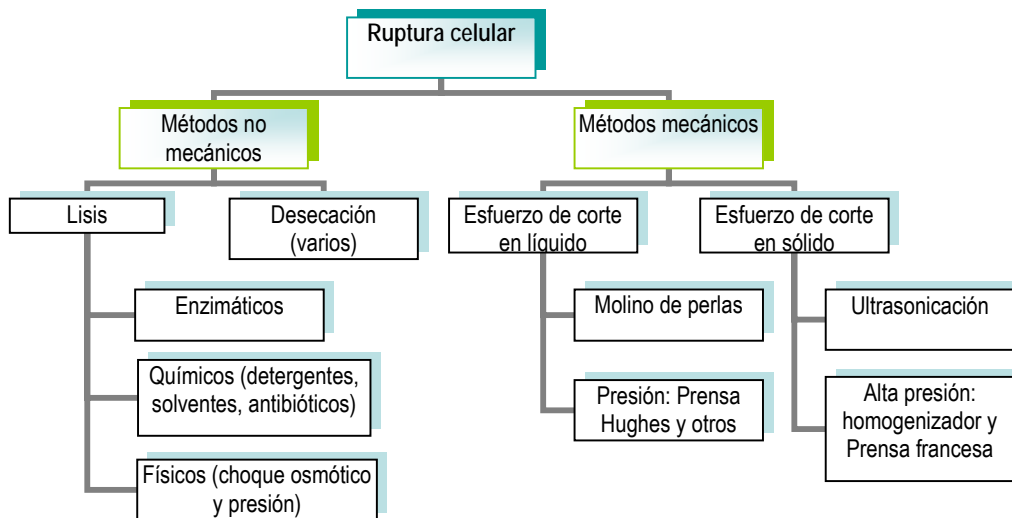 Ruptura celular
Métodos no
mecánicos
Métodos mecánicos
Lisis
Desecación
(varios)
Esfuerzo de corte
en líquido
Esfuerzo de corte
en sólido
Enzimáticos
Químicos (detergentes,
solventes, antibióticos)
Físicos (choque osmótico
y presión)
Molino de perlas
Presión: Prensa
Hughes y otros
Ultrasonicación
Alta presión:
homogenizador y
Prensa francesa